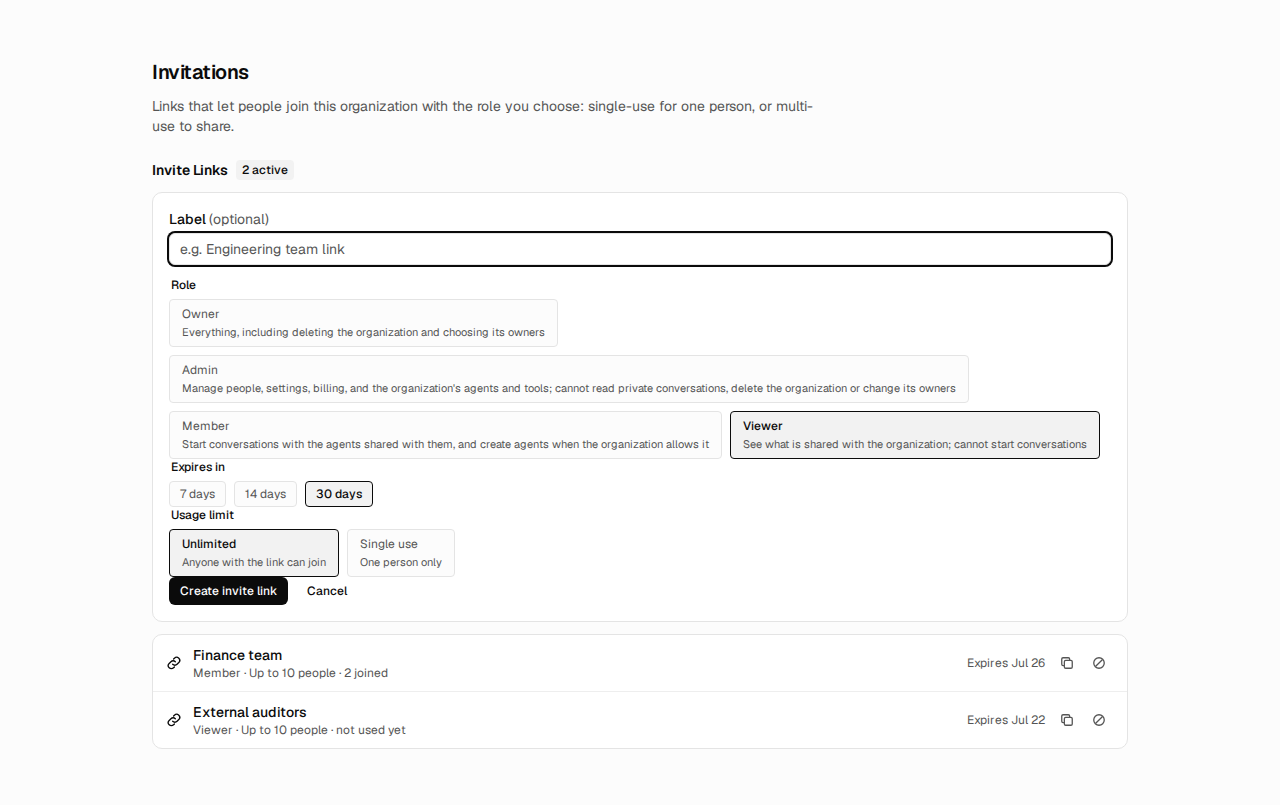 Invitations
Links that let people join this organization with the role you choose: single-use for one person, or multi-
use to share.
Invite Links 2 active
Label (optional)
e.g. Engineering team link
Role
Owner
Everything, including deleting the organization and choosing its owners
Admin
Manage people, settings, billing, and the organization's agents and tools; cannot read private conversations, delete the organization or change its owners
Member
Start conversations with the agents shared with them, and create agents when the organization allows it
Viewer
See what is shared with the organization; cannot start conversations
Expires in
7 days 14 days 30 days
Usage limit
Unlimited
Anyone with the link can join
Single use
One person only
Create invite link Cancel
Finance team
Member · Up to 10 people · 2 joined
Expires Jul 26
External auditors
Viewer · Up to 10 people · not used yet
Expires Jul 22